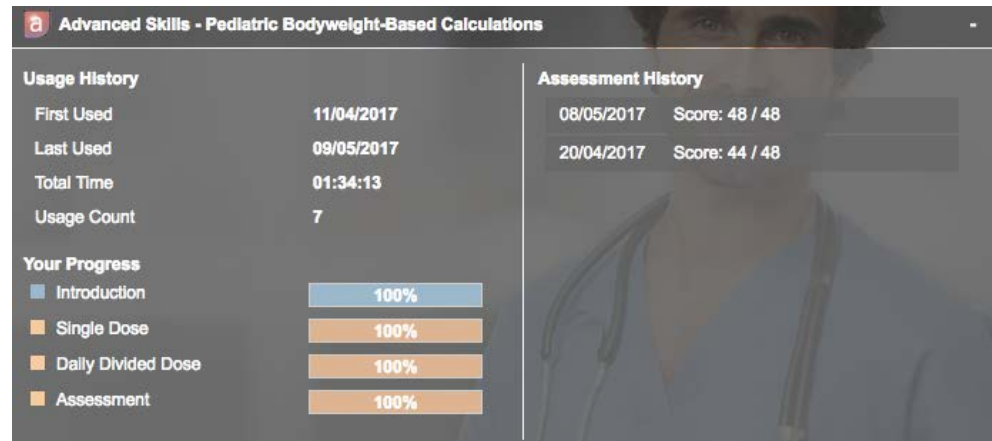 a Advanced Skills - Pediatric Bodyweight-Based Calculations -
Usage History
First Used 11/04/2017
Last Used 09/05/2017
Total Time 01:34:13
Usage Count 7
Your Progress
Introduction 100%
Single Dose 100%
Daily Divided Dose 100%
Assessment 100%
Assessment History
08/05/2017 Score: 48 / 48
20/04/2017 Score: 44 / 48